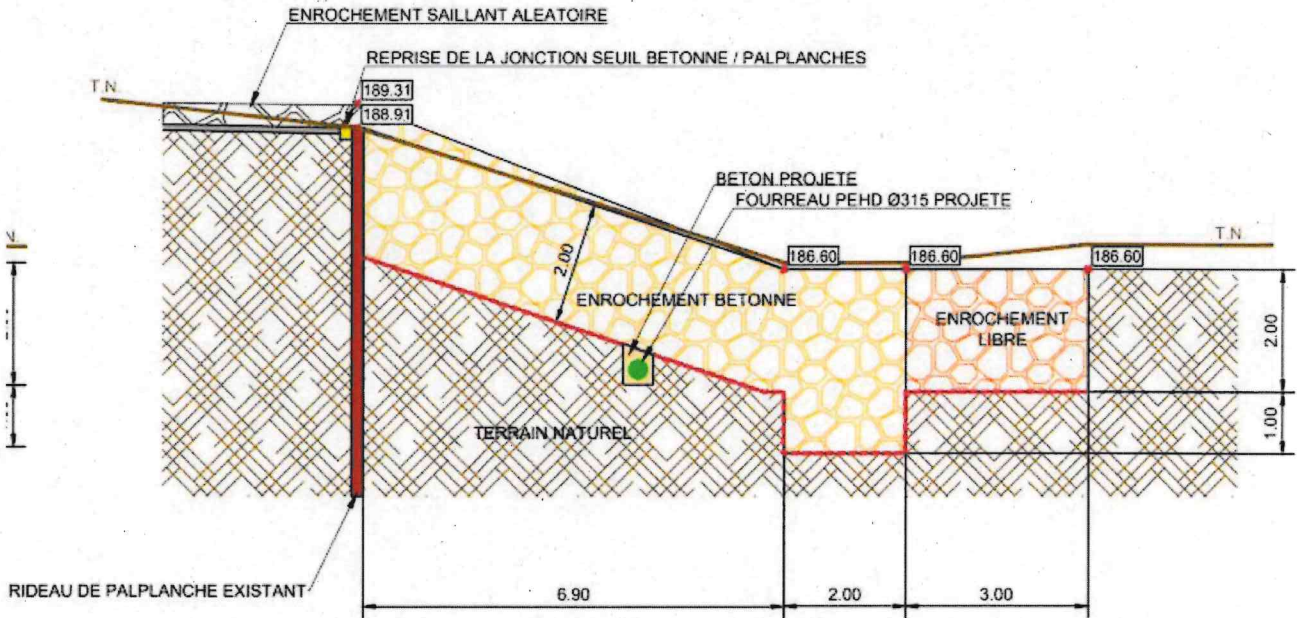 ENROCHEMENT SAILLANT ALEATOIRE
REPRISE DE LA JONCTION SEUIL BETONNE / PALPLANCHES
T.N.
189.31
188.91
BETON PROJETE
FOURREAU PEHD Ø315 PROJETE
T.N.
186.60
186.60
186.60
2.00
ENROCHEMENT BETONNE
ENROCHEMENT
LIBRE
2.00
1.00
TERRAIN NATUREL
RIDEAU DE PALPLANCHE EXISTANT
6.90
2.00
3.00